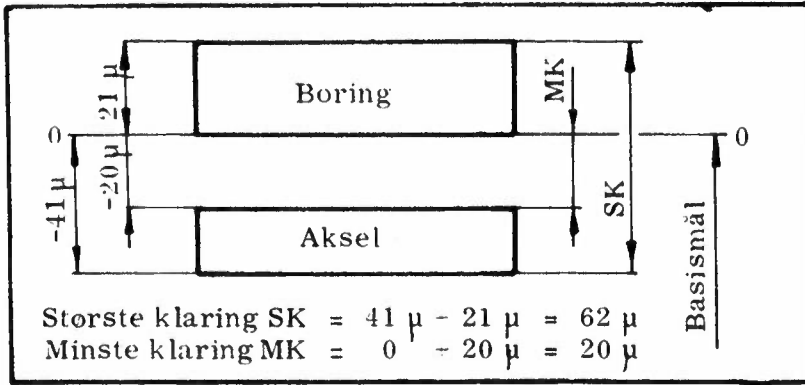 21 µ
Boring
MK
0
0
-20 µ
-41 µ
SK
Aksel
Basismål
Største klaring SK = 41 µ - 21 µ = 62 µ
Minste klaring MK = 0 - 20 µ = 20 µ